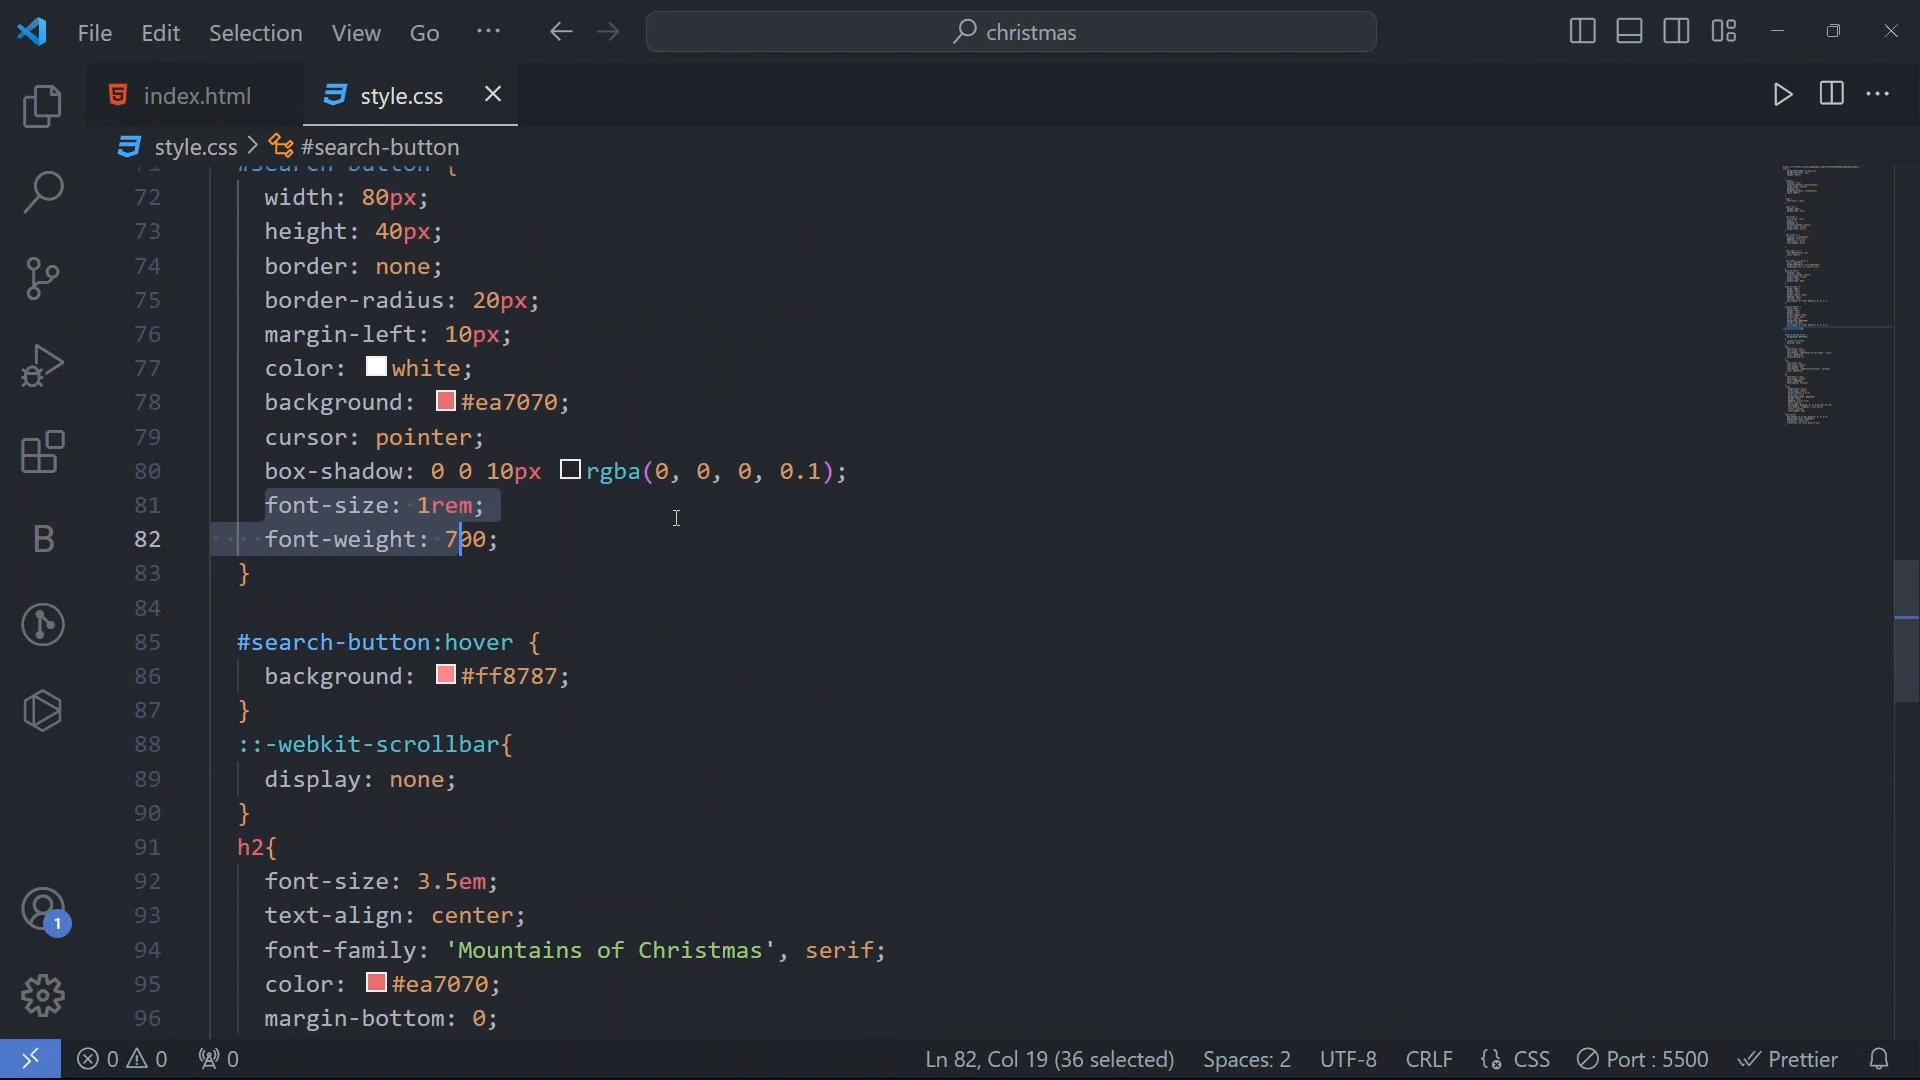 File Edit Selection View Go ··· christmas
index.html style.css
style.css > #search-button
71 #search-button {
72 width: 80px;
73 height: 40px;
74 border: none;
75 border-radius: 20px;
76 margin-left: 10px;
77 color: white;
78 background: #ea7070;
79 cursor: pointer;
80 box-shadow: 0 0 10px rgba(0, 0, 0, 0.1);
81 font-size: 1rem;
82 font-weight: 700;
83 }
84
85 #search-button:hover {
86 background: #ff8787;
87 }
88 ::-webkit-scrollbar{
89 display: none;
90 }
91 h2{
92 font-size: 3.5em;
93 text-align: center;
94 font-family: 'Mountains of Christmas', serif;
95 color: #ea7070;
96 margin-bottom: 0;
B
1
0 0 0 Ln 82, Col 19 (36 selected) Spaces: 2 UTF-8 CRLF CSS Port : 5500 Prettier